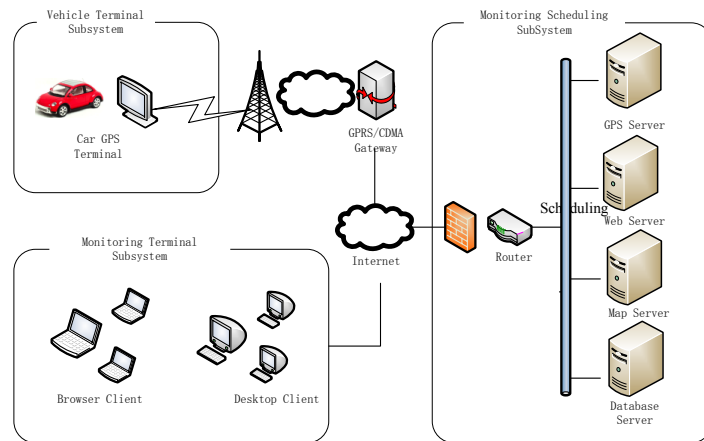 Vehicle Terminal
Subsystem
Car GPS
Terminal
GPRS/CDMA
Gateway
Monitoring Scheduling
SubSystem
GPS Server
Scheduling
Web Server
Internet
Router
Map Server
Database
Server
Monitoring Terminal
Subsystem
Browser Client
Desktop Client